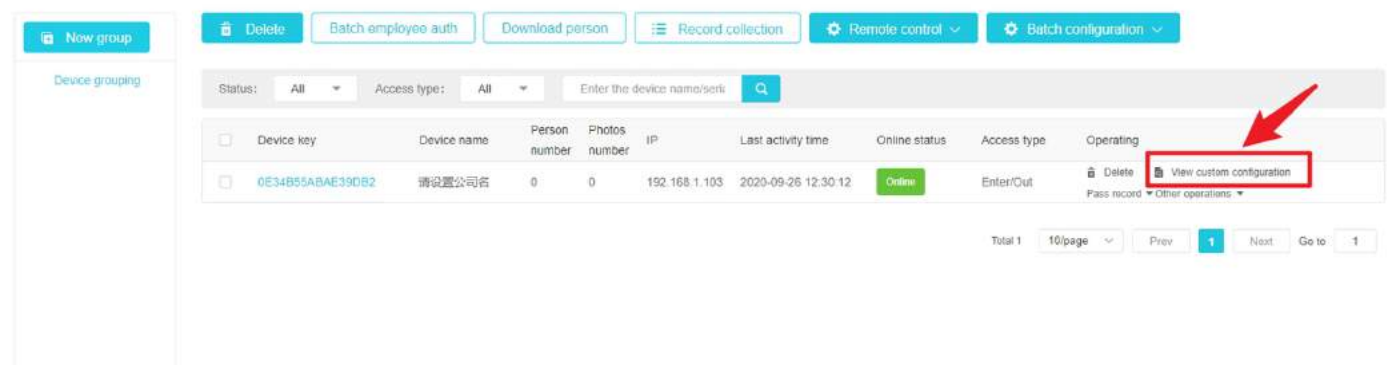 New group
Delete Batch employee auth Download person Record collection Remote control Batch configuration
Device grouping
Status: All Access type: All Enter the device name/seri
Device key Device name Person number Photos number IP Last activity time Online status Access type Operating
0E34B55ABAE39DB2 请设置公司名 0 0 192.168.1.103 2020-09-26 12:30:12 Online Enter/Out Delete View custom configuration
Pass record Other operations
Total 1 10/page Prev 1 Next Go to 1